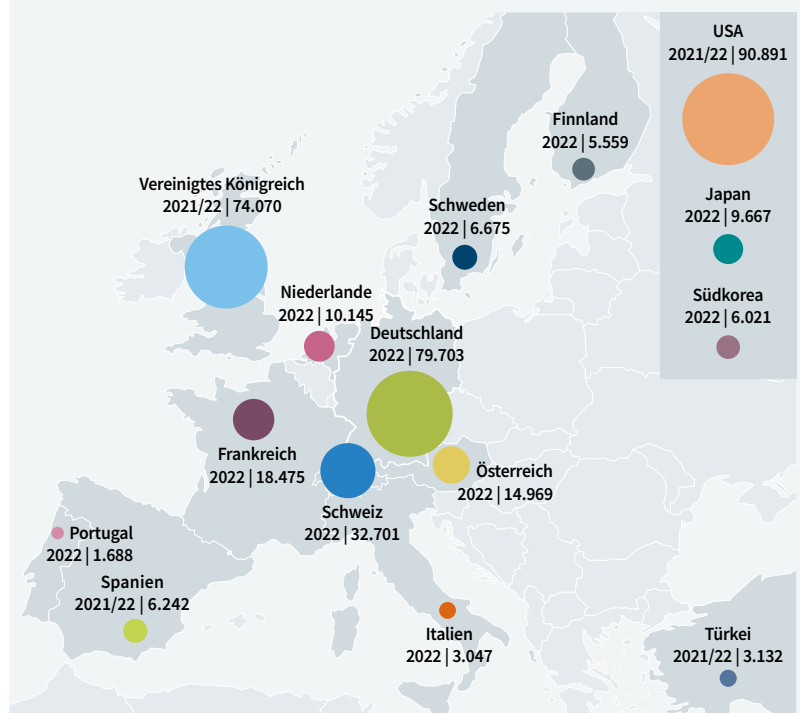 USA
2021/22 | 90.891
Finnland
2022 | 5.559
Vereinigtes Königreich
2021/22 | 74.070
Schweden
2022 | 6.675
Japan
2022 | 9.667
Niederlande
2022 | 10.145
Südkorea
2022 | 6.021
Deutschland
2022 | 79.703
Frankreich
2022 | 18.475
Österreich
2022 | 14.969
Schweiz
2022 | 32.701
Portugal
2022 | 1.688
Spanien
2021/22 | 6.242
Italien
2022 | 3.047
Türkei
2021/22 | 3.132